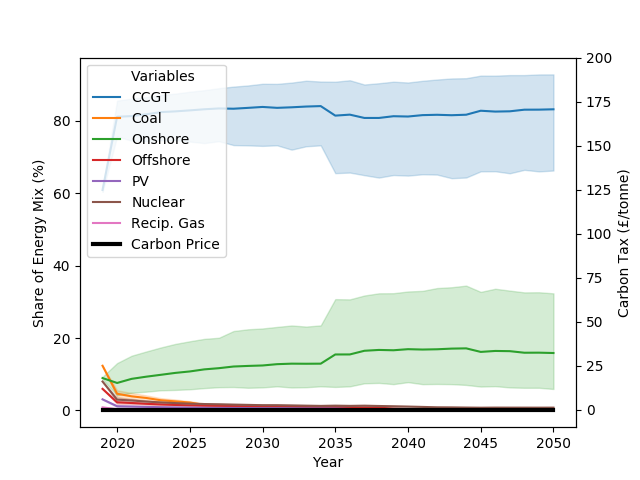 Variables
CCGT
Coal
Onshore
Offshore
PV
Nuclear
Recip. Gas
Carbon Price
Share of Energy Mix (%)
80
60
40
20
0
Carbon Tax (£/tonne)
200
175
150
125
100
75
50
25
0
2020 2025 2030 2035 2040 2045 2050
Year